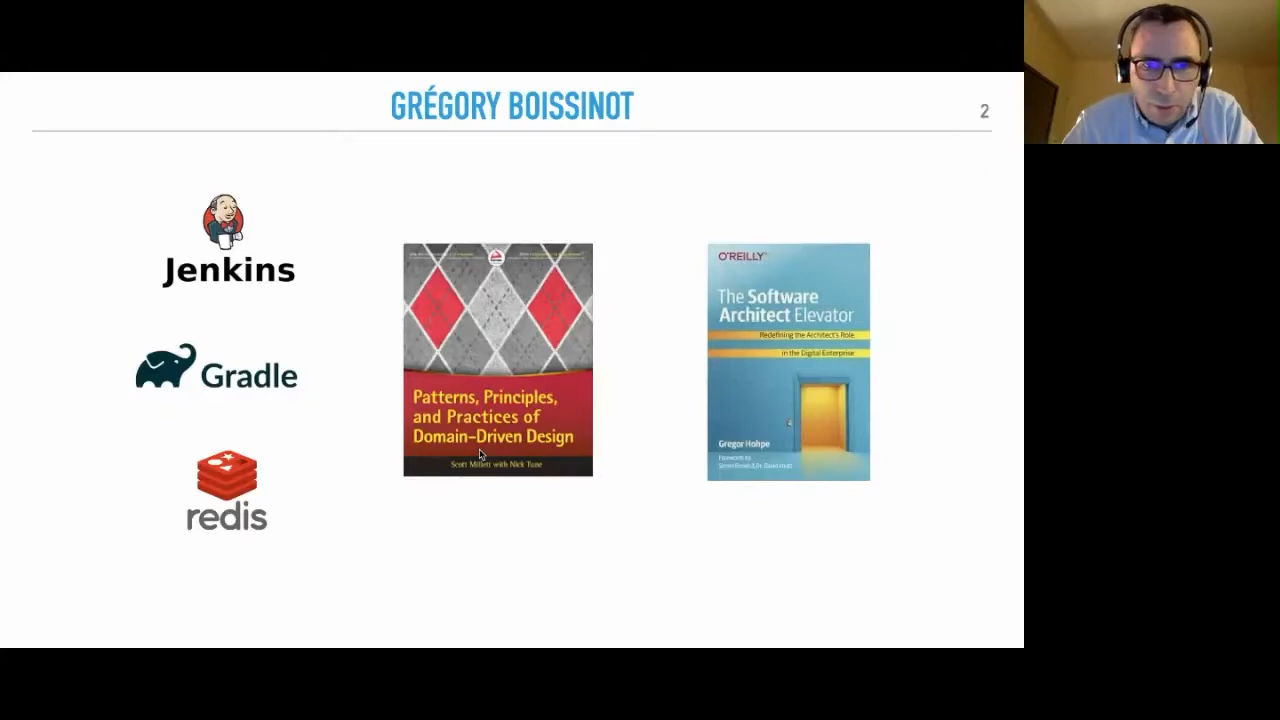 GRÉGORY BOISSINOT
2
Jenkins
Gradle
redis
Patterns, Principles,
and Practices of
Domain-Driven Design
Scott Millett with Nick Tune
O'REILLY
The Software
Architect Elevator
Redefining the Architect's Role
in the Digital Enterprise
Gregor Hohpe